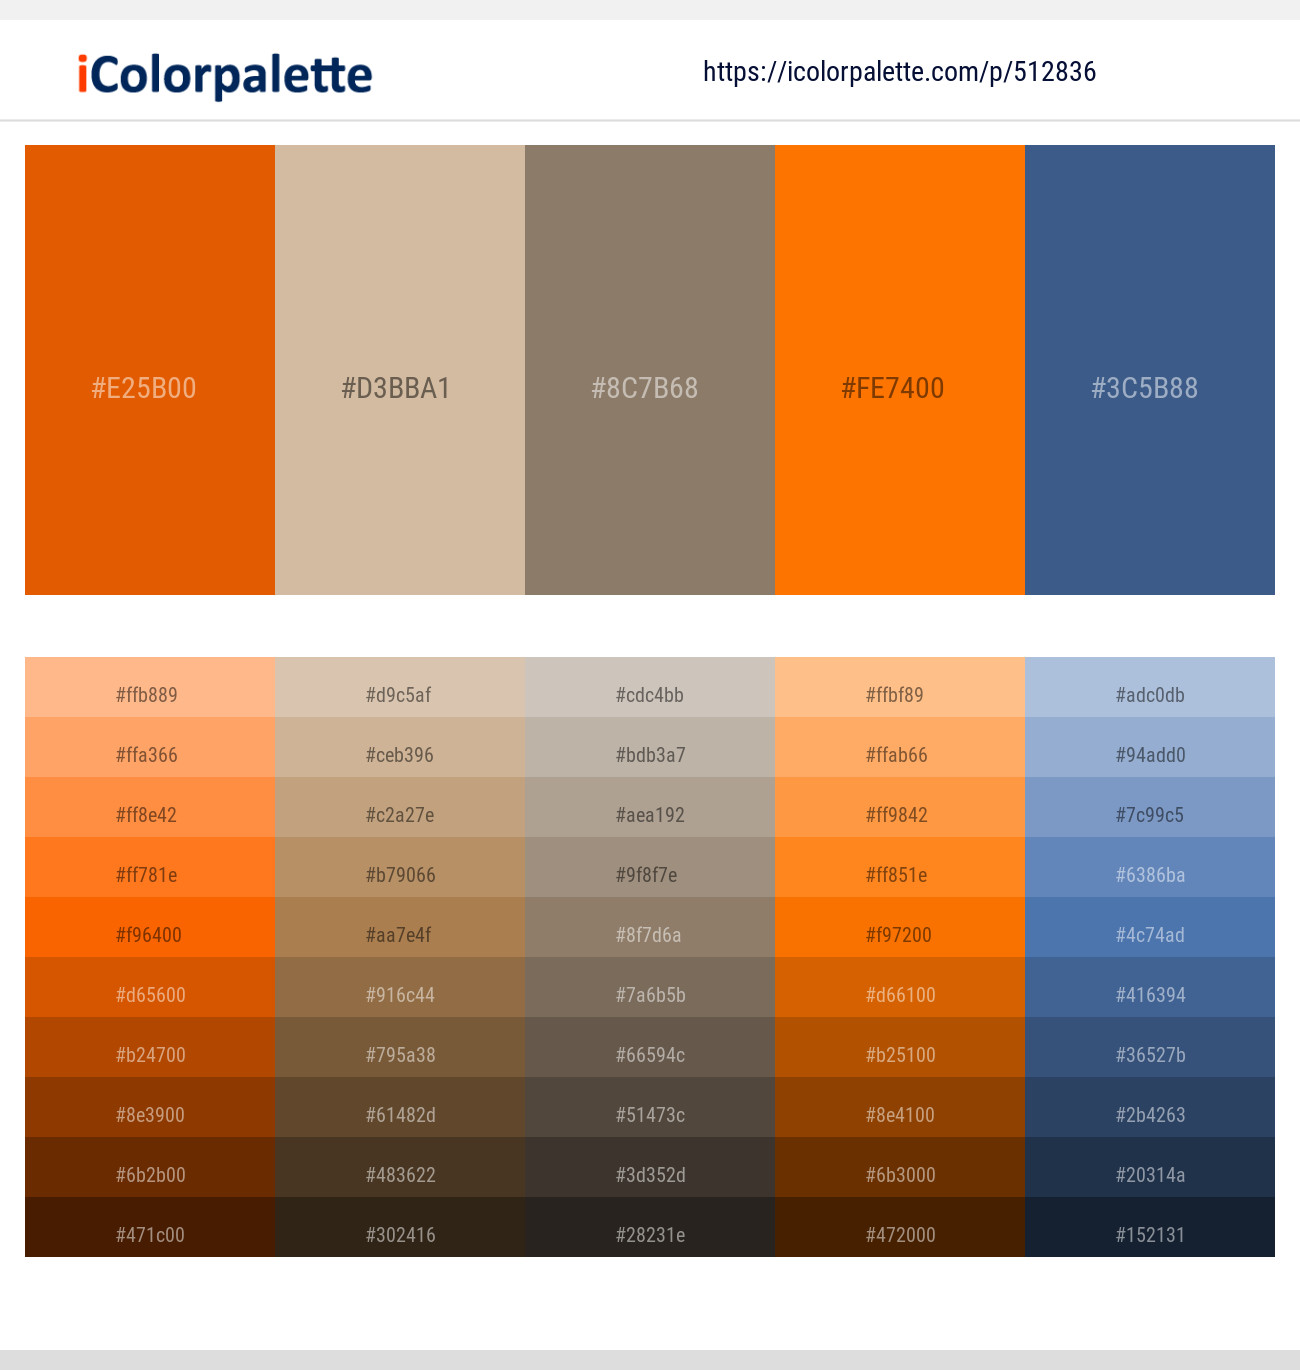 iColorpalette
https://icolorpalette.com/p/512836
#E25B00 #D3BBA1 #8C7B68 #FE7400 #3C5B88
#ffb889 #d9c5af #cdc4bb #ffbf89 #adc0db
#ffa366 #ceb396 #bdb3a7 #ffab66 #94add0
#ff8e42 #c2a27e #aea192 #ff9842 #7c99c5
#ff781e #b79066 #9f8f7e #ff851e #6386ba
#f96400 #aa7e4f #8f7d6a #f97200 #4c74ad
#d65600 #916c44 #7a6b5b #d66100 #416394
#b24700 #795a38 #66594c #b25100 #36527b
#8e3900 #61482d #51473c #8e4100 #2b4263
#6b2b00 #483622 #3d352d #6b3000 #20314a
#471c00 #302416 #28231e #472000 #152131